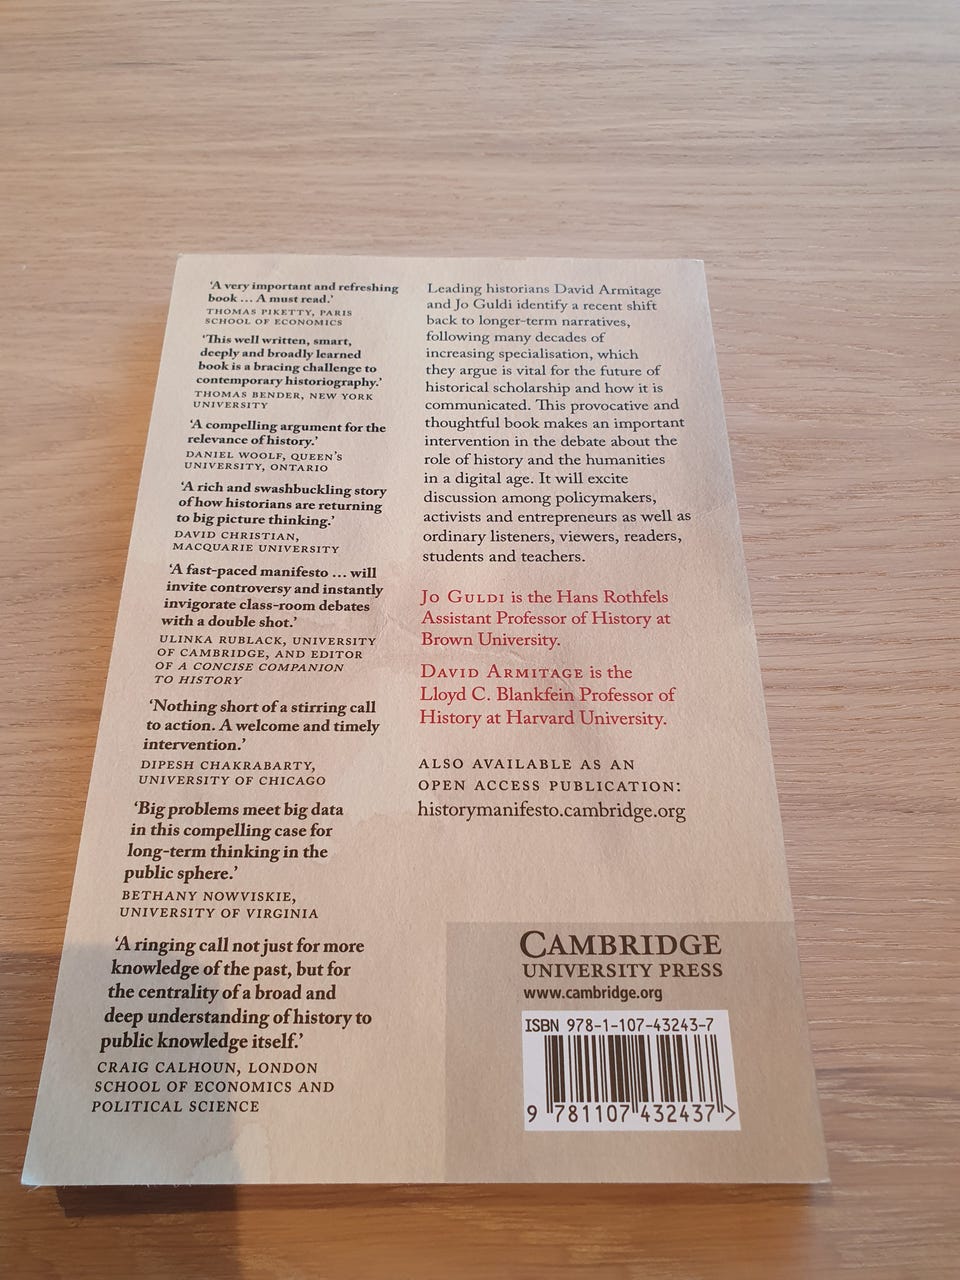 ‘A very important and refreshing
book … A must read.’
THOMAS PIKETTY, PARIS
SCHOOL OF ECONOMICS
‘This well written, smart,
deeply and broadly learned
book is a bracing challenge to
contemporary historiography.’
THOMAS BENDER, NEW YORK
UNIVERSITY
‘A compelling argument for the
relevance of history.’
DANIEL WOOLF, QUEEN’S
UNIVERSITY, ONTARIO
‘A rich and swashbuckling story
of how historians are returning
to big picture thinking.’
DAVID CHRISTIAN,
MACQUARIE UNIVERSITY
‘A fast-paced manifesto … will
invite controversy and instantly
invigorate class-room debates
with a double shot.’
ULINKA RUBLACK, UNIVERSITY
OF CAMBRIDGE, AND EDITOR
OF A CONCISE COMPANION
TO HISTORY
‘Nothing short of a stirring call
to action. A welcome and timely
intervention.’
DIPESH CHAKRABARTY,
UNIVERSITY OF CHICAGO
‘Big problems meet big data
in this compelling case for
long-term thinking in the
public sphere.’
BETHANY NOWVISKIE,
UNIVERSITY OF VIRGINIA
‘A ringing call not just for more
knowledge of the past, but for
the centrality of a broad and
deep understanding of history to
public knowledge itself.’
CRAIG CALHOUN, LONDON
SCHOOL OF ECONOMICS AND
POLITICAL SCIENCE
Leading historians David Armitage
and Jo Guldi identify a recent shift
back to longer-term narratives,
following many decades of
increasing specialisation, which
they argue is vital for the future of
historical scholarship and how it is
communicated. This provocative and
thoughtful book makes an important
intervention in the debate about the
role of history and the humanities
in a digital age. It will excite
discussion among policymakers,
activists and entrepreneurs as well as
ordinary listeners, viewers, readers,
students and teachers.
JO GULDI is the Hans Rothfels
Assistant Professor of History at
Brown University.
DAVID ARMITAGE is the
Lloyd C. Blankfein Professor of
History at Harvard University.
ALSO AVAILABLE AS AN
OPEN ACCESS PUBLICATION:
historymanifesto.cambridge.org
CAMBRIDGE
UNIVERSITY PRESS
www.cambridge.org
ISBN 978-1-107-43243-7
9 781107 432437 >